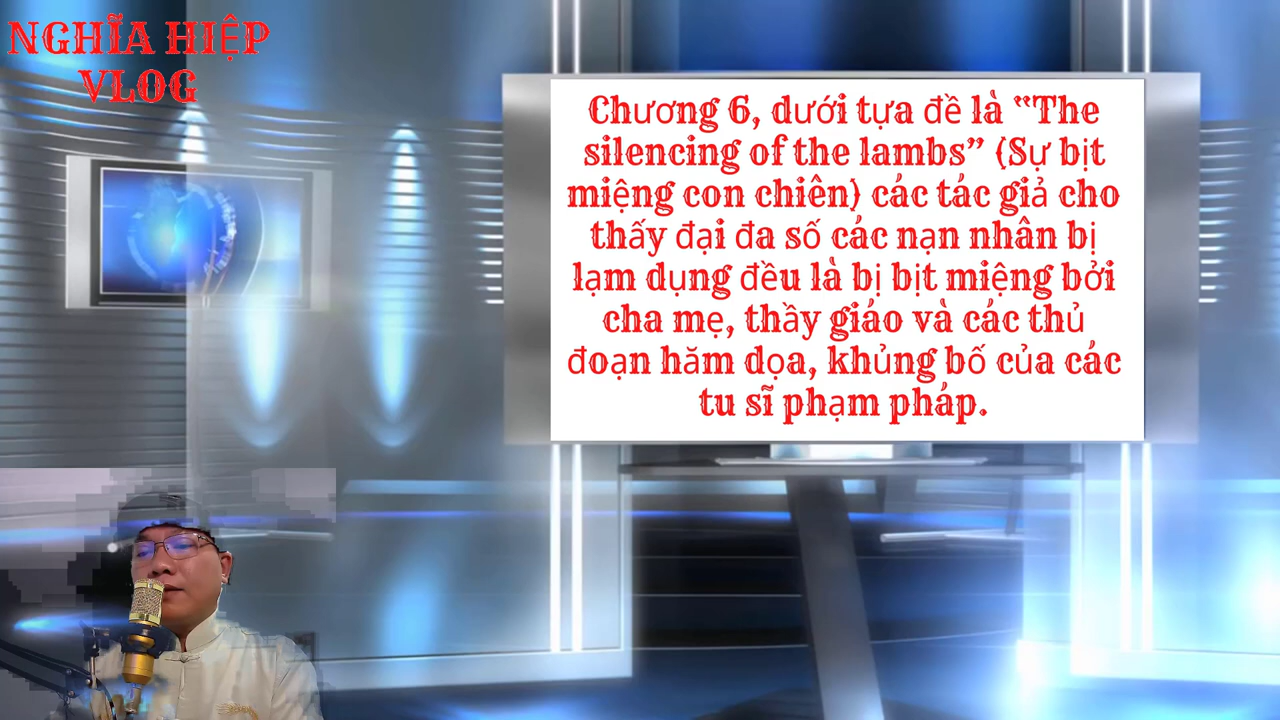 NGHĨA HIỆP
VLOG
Chương 6, dưới tựa đề là “The
silencing of the lambs” (Sự bịt
miệng con chiên) các tác giả cho
thấy đại đa số các nạn nhân bị
lạm dụng đều là bị bịt miệng bởi
cha mẹ, thầy giáo và các thủ
đoạn hăm dọa, khủng bố của các
tu sĩ phạm pháp.